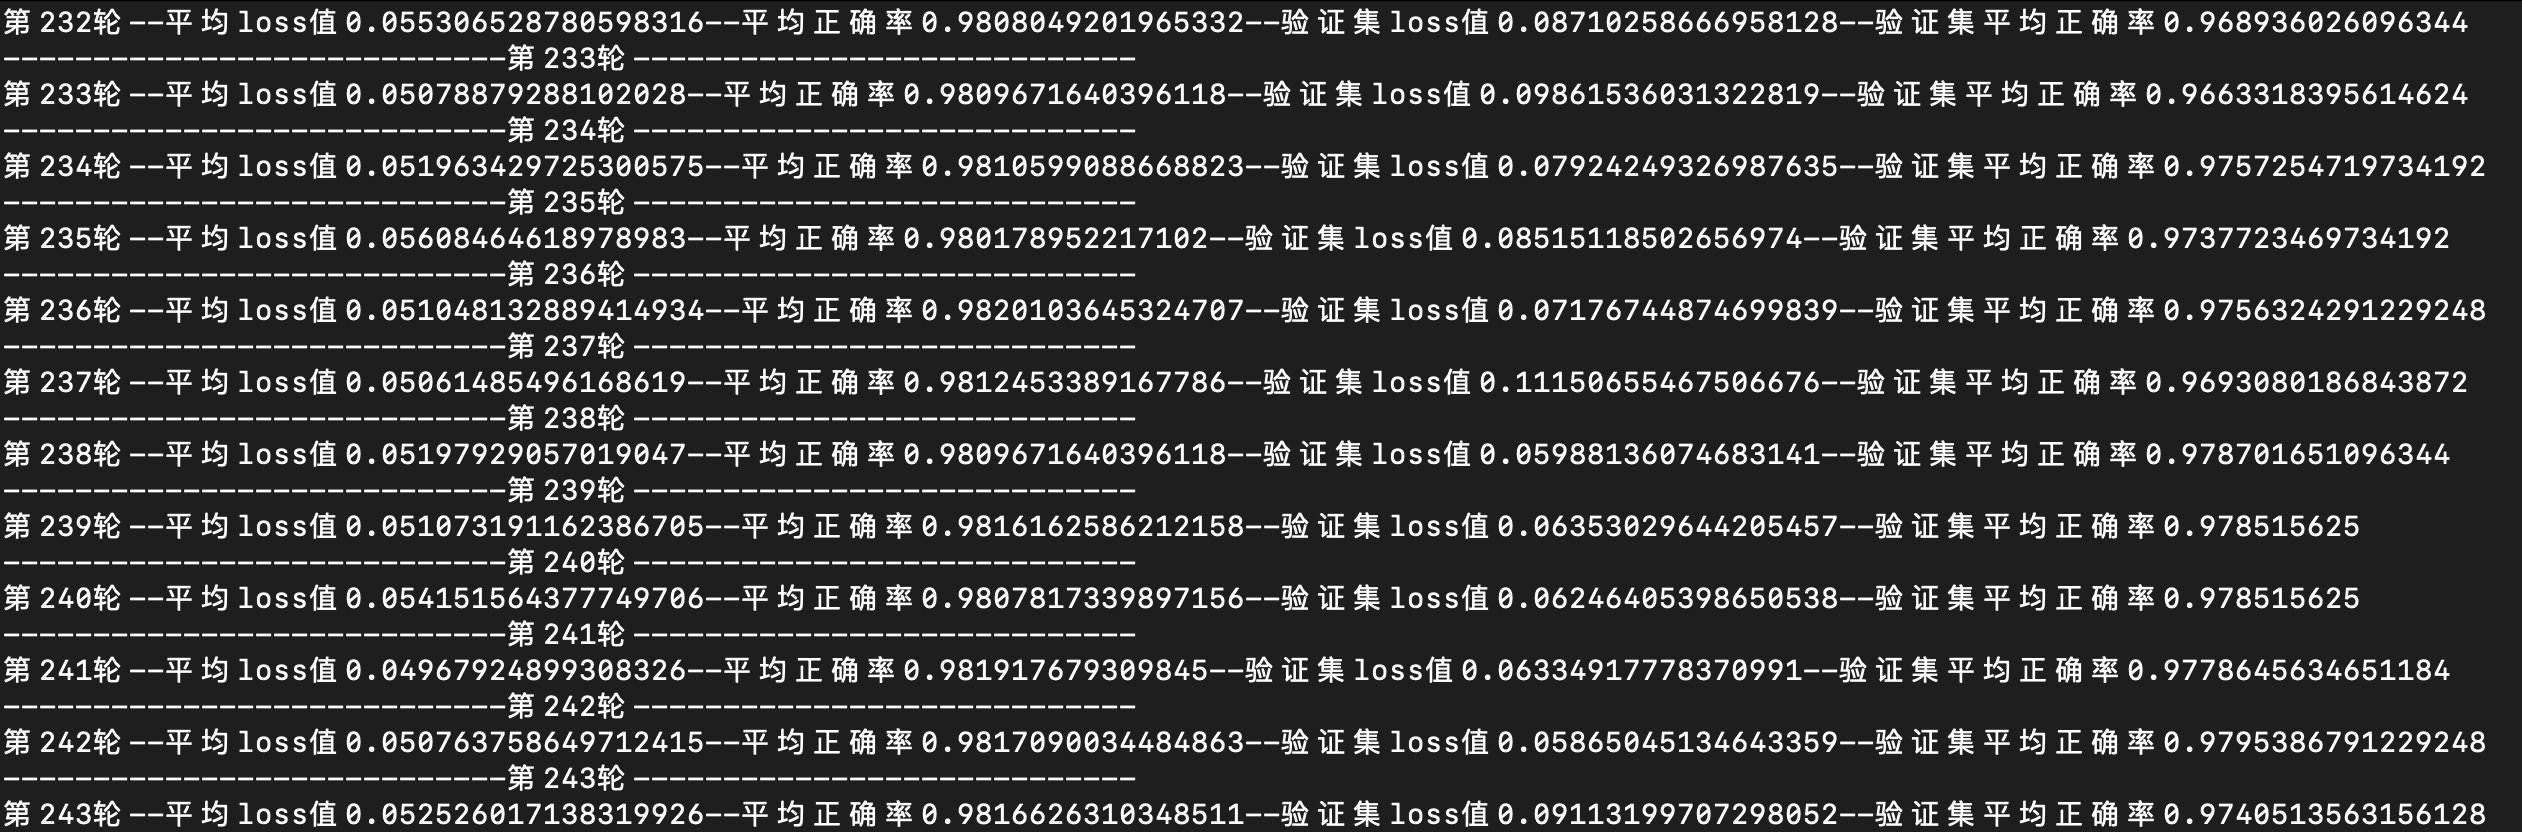 第232轮--平均loss值0.055306528780598316--平均正确率0.9808049201965332--验证集loss值0.08710258666958128--验证集平均正确率0.968936026096344
----------------------------第233轮----------------------------
第233轮--平均loss值0.05078879288102028--平均正确率0.9809671640396118--验证集loss值0.09861536031322819--验证集平均正确率0.9663318395614624
----------------------------第234轮----------------------------
第234轮--平均loss值0.051963429725300575--平均正确率0.9810599088668823--验证集loss值0.07924249326987635--验证集平均正确率0.9757254719734192
----------------------------第235轮----------------------------
第235轮--平均loss值0.05608464618978983--平均正确率0.980178952217102--验证集loss值0.08515118502656974--验证集平均正确率0.9737723469734192
----------------------------第236轮----------------------------
第236轮--平均loss值0.051048132889414934--平均正确率0.9820103645324707--验证集loss值0.07176744874699839--验证集平均正确率0.9756324291229248
----------------------------第237轮----------------------------
第237轮--平均loss值0.05061485496168619--平均正确率0.9812453389167786--验证集loss值0.11150655467506676--验证集平均正确率0.9693080186843872
----------------------------第238轮----------------------------
第238轮--平均loss值0.05197929057019047--平均正确率0.9809671640396118--验证集loss值0.05988136074683141--验证集平均正确率0.978701651096344
----------------------------第239轮----------------------------
第239轮--平均loss值0.051073191162386705--平均正确率0.9816162586212158--验证集loss值0.06353029644205457--验证集平均正确率0.978515625
----------------------------第240轮----------------------------
第240轮--平均loss值0.054151564377749706--平均正确率0.9807817339897156--验证集loss值0.06246405398650538--验证集平均正确率0.978515625
----------------------------第241轮----------------------------
第241轮--平均loss值0.04967924899308326--平均正确率0.981917679309845--验证集loss值0.06334917778370991--验证集平均正确率0.9778645634651184
----------------------------第242轮----------------------------
第242轮--平均loss值0.050763758649712415--平均正确率0.9817090034484863--验证集loss值0.05865045134643359--验证集平均正确率0.9795386791229248
----------------------------第243轮----------------------------
第243轮--平均loss值0.052526017138319926--平均正确率0.9816626310348511--验证集loss值0.09113199707298052--验证集平均正确率0.9740513563156128